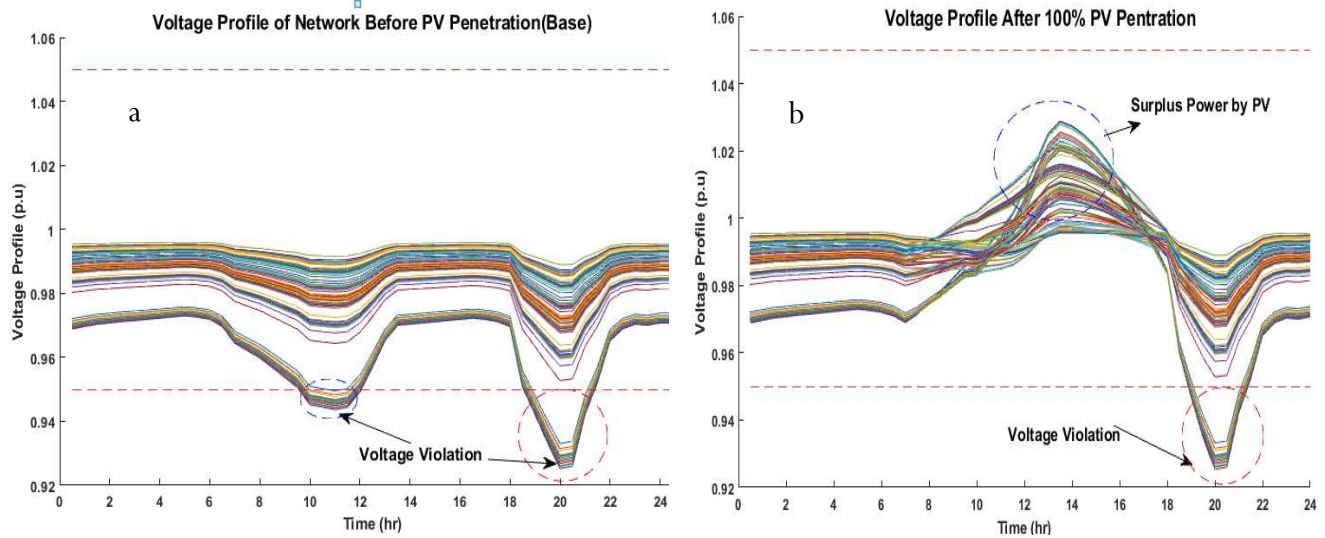 Voltage Profile of Network Before PV Penetration(Base)
1.06
1.04
1.02
1
0.98
0.96
0.94
0.92
Voltage Profile (p.u)
a
Voltage Violation
0 2 4 6 8 10 12 14 16 18 20 22 24
Time (hr)
Voltage Profile After 100% PV Pentration
1.06
1.04
1.02
1
0.98
0.96
0.94
0.92
Voltage Profile (p.u)
b
Surplus Power by PV
Voltage Violation
0 2 4 6 8 10 12 14 16 18 20 22 24
Time (hr)